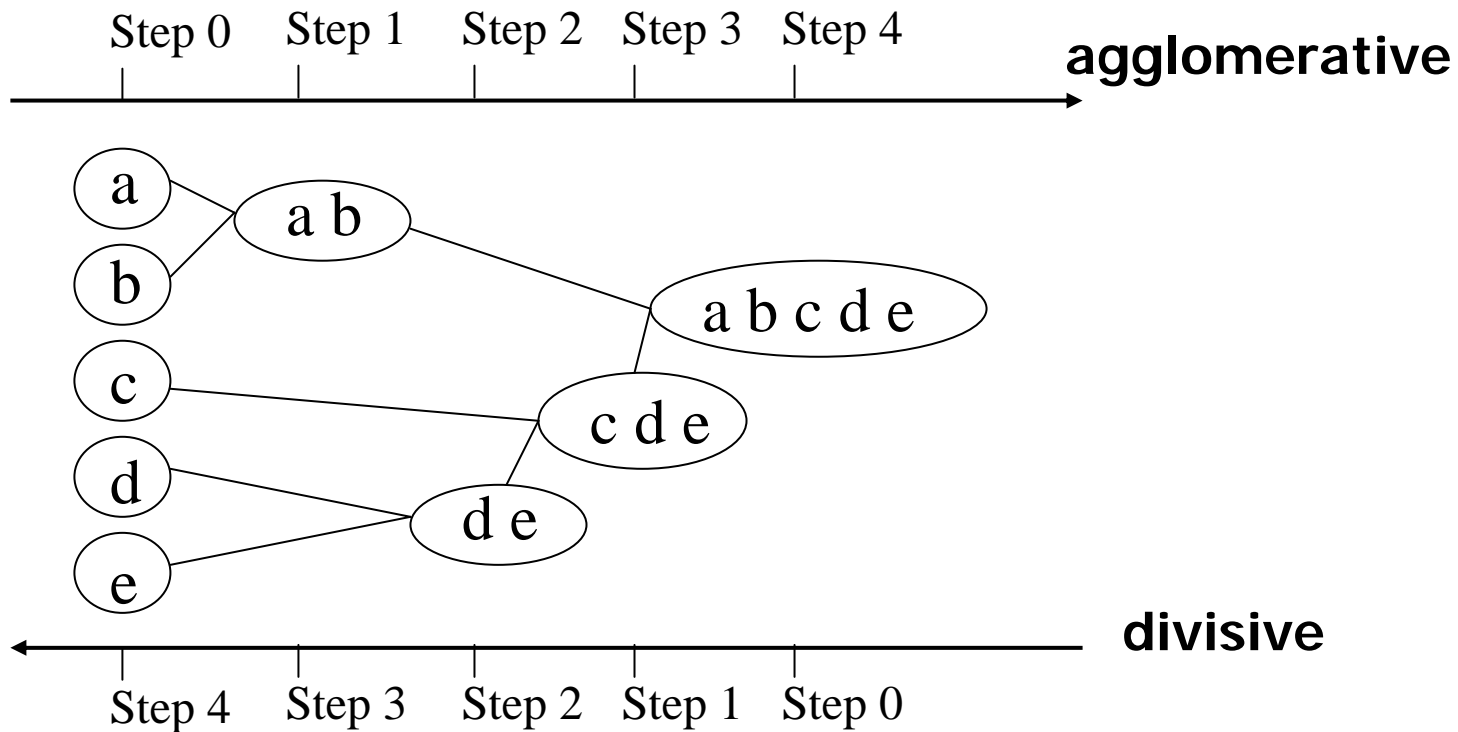 Step 0 Step 1 Step 2 Step 3 Step 4
agglomerative
a
a b
b
a b c d e
c
c d e
d
d e
e
divisive
Step 4 Step 3 Step 2 Step 1 Step 0